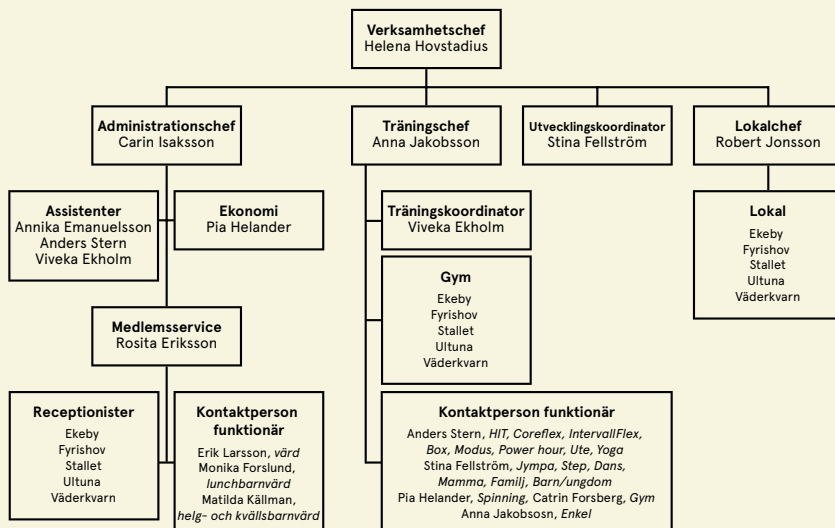 Verksamhetschef
Helena Hovstadius
Administrationschef
Carin Isaksson
Träningschef
Anna Jakobsson
Utvecklingskoordinator
Stina Fellström
Lokalchef
Robert Jonsson
Assistenter
Annika Emanuelsson
Anders Stern
Viveka Ekholm
Ekonomi
Pia Helander
Träningskoordinator
Viveka Ekholm
Lokal
Ekeby
Fyrishov
Stallet
Ultuna
Väderkvarn
Gym
Ekeby
Fyrishov
Stallet
Ultuna
Väderkvarn
Medlemsservice
Rosita Eriksson
Receptionister
Ekeby
Fyrishov
Stallet
Ultuna
Väderkvarn
Kontaktperson
funktionär
Erik Larsson, värd
Monika Forslund,
lunchbarnvärd
Matilda Källman,
helg- och kvällsbarnvärd
Kontaktperson funktionär
Anders Stern, HIT, Coreflex, IntervallFlex,
Box, Modus, Power hour, Ute, Yoga
Stina Fellström, Jympa, Step, Dans,
Mamma, Familj, Barn/ungdom
Pia Helander, Spinning, Catrin Forsberg, Gym
Anna Jakobsosn, Enkel